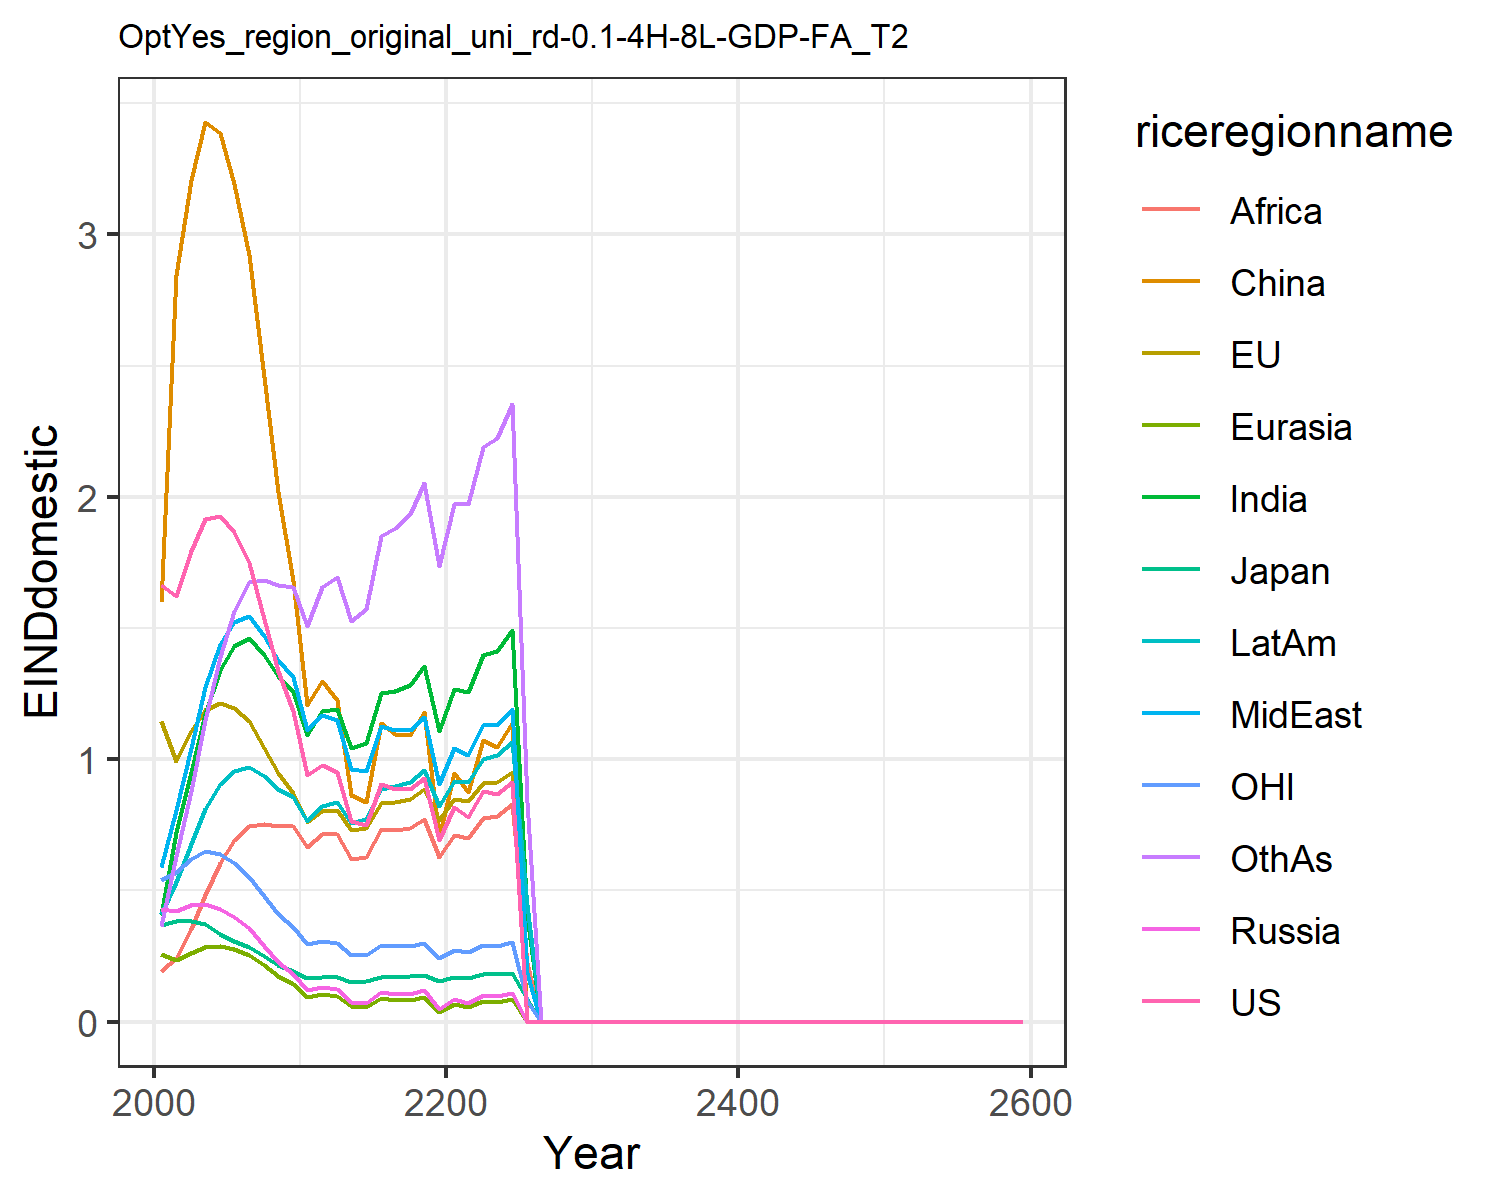 OptYes_region_original_uni_rd-0.1-4H-8L-GDP-FA_T2
EINDdomestic
3
2
1
0
2000
2200
2400
2600
Year
riceregionname
Africa
China
EU
Eurasia
India
Japan
LatAm
MidEast
OHI
OthAs
Russia
US